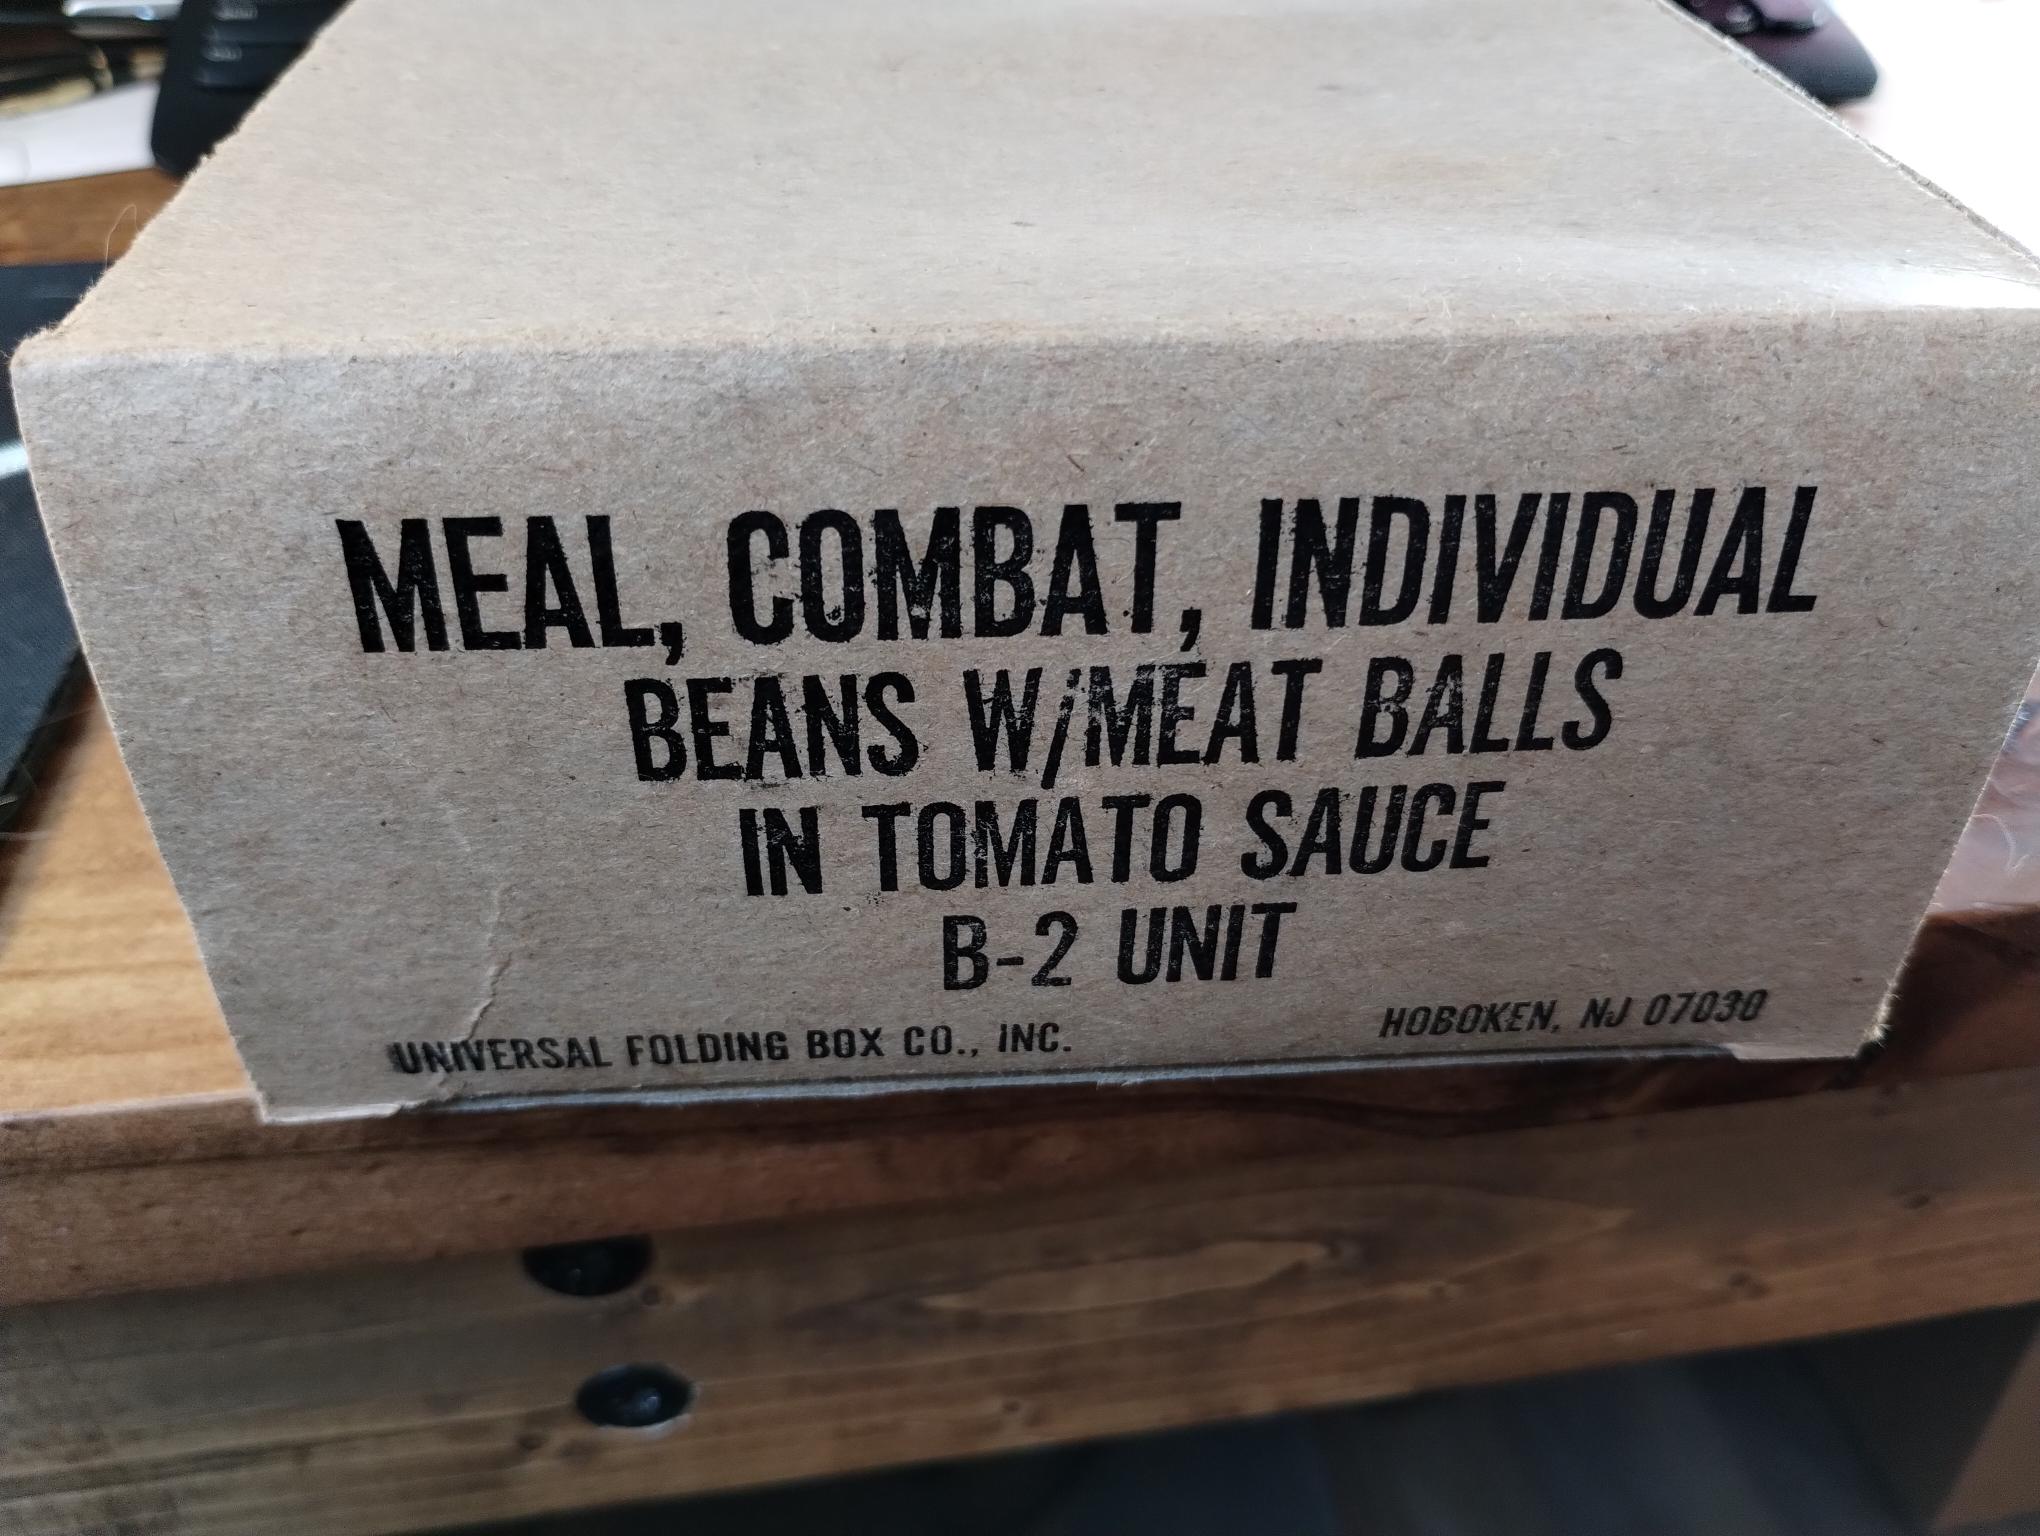 MEAL, COMBAT, INDIVIDUAL
BEANS W/MEAT BALLS
IN TOMATO SAUCE
B-2 UNIT
UNIVERSAL FOLDING BOX CO., INC. HOBOKEN, NJ 07030